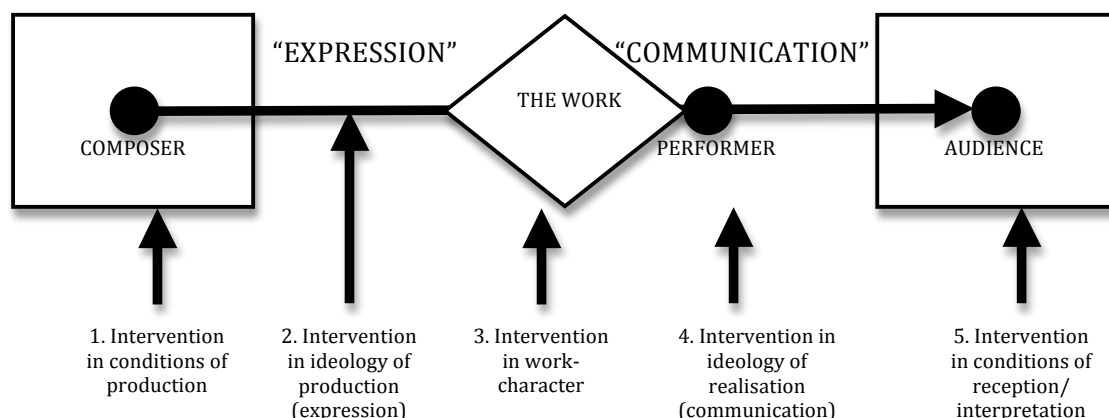 “EXPRESSION”
“COMMUNICATION”
THE WORK
COMPOSER
PERFORMER
AUDIENCE
1. Intervention
in conditions of
production
2. Intervention
in ideology of
production
(expression)
3. Intervention
in work-
character
4. Intervention in
ideology of
realisation
(communication)
5. Intervention
in conditions of
reception/
interpretation